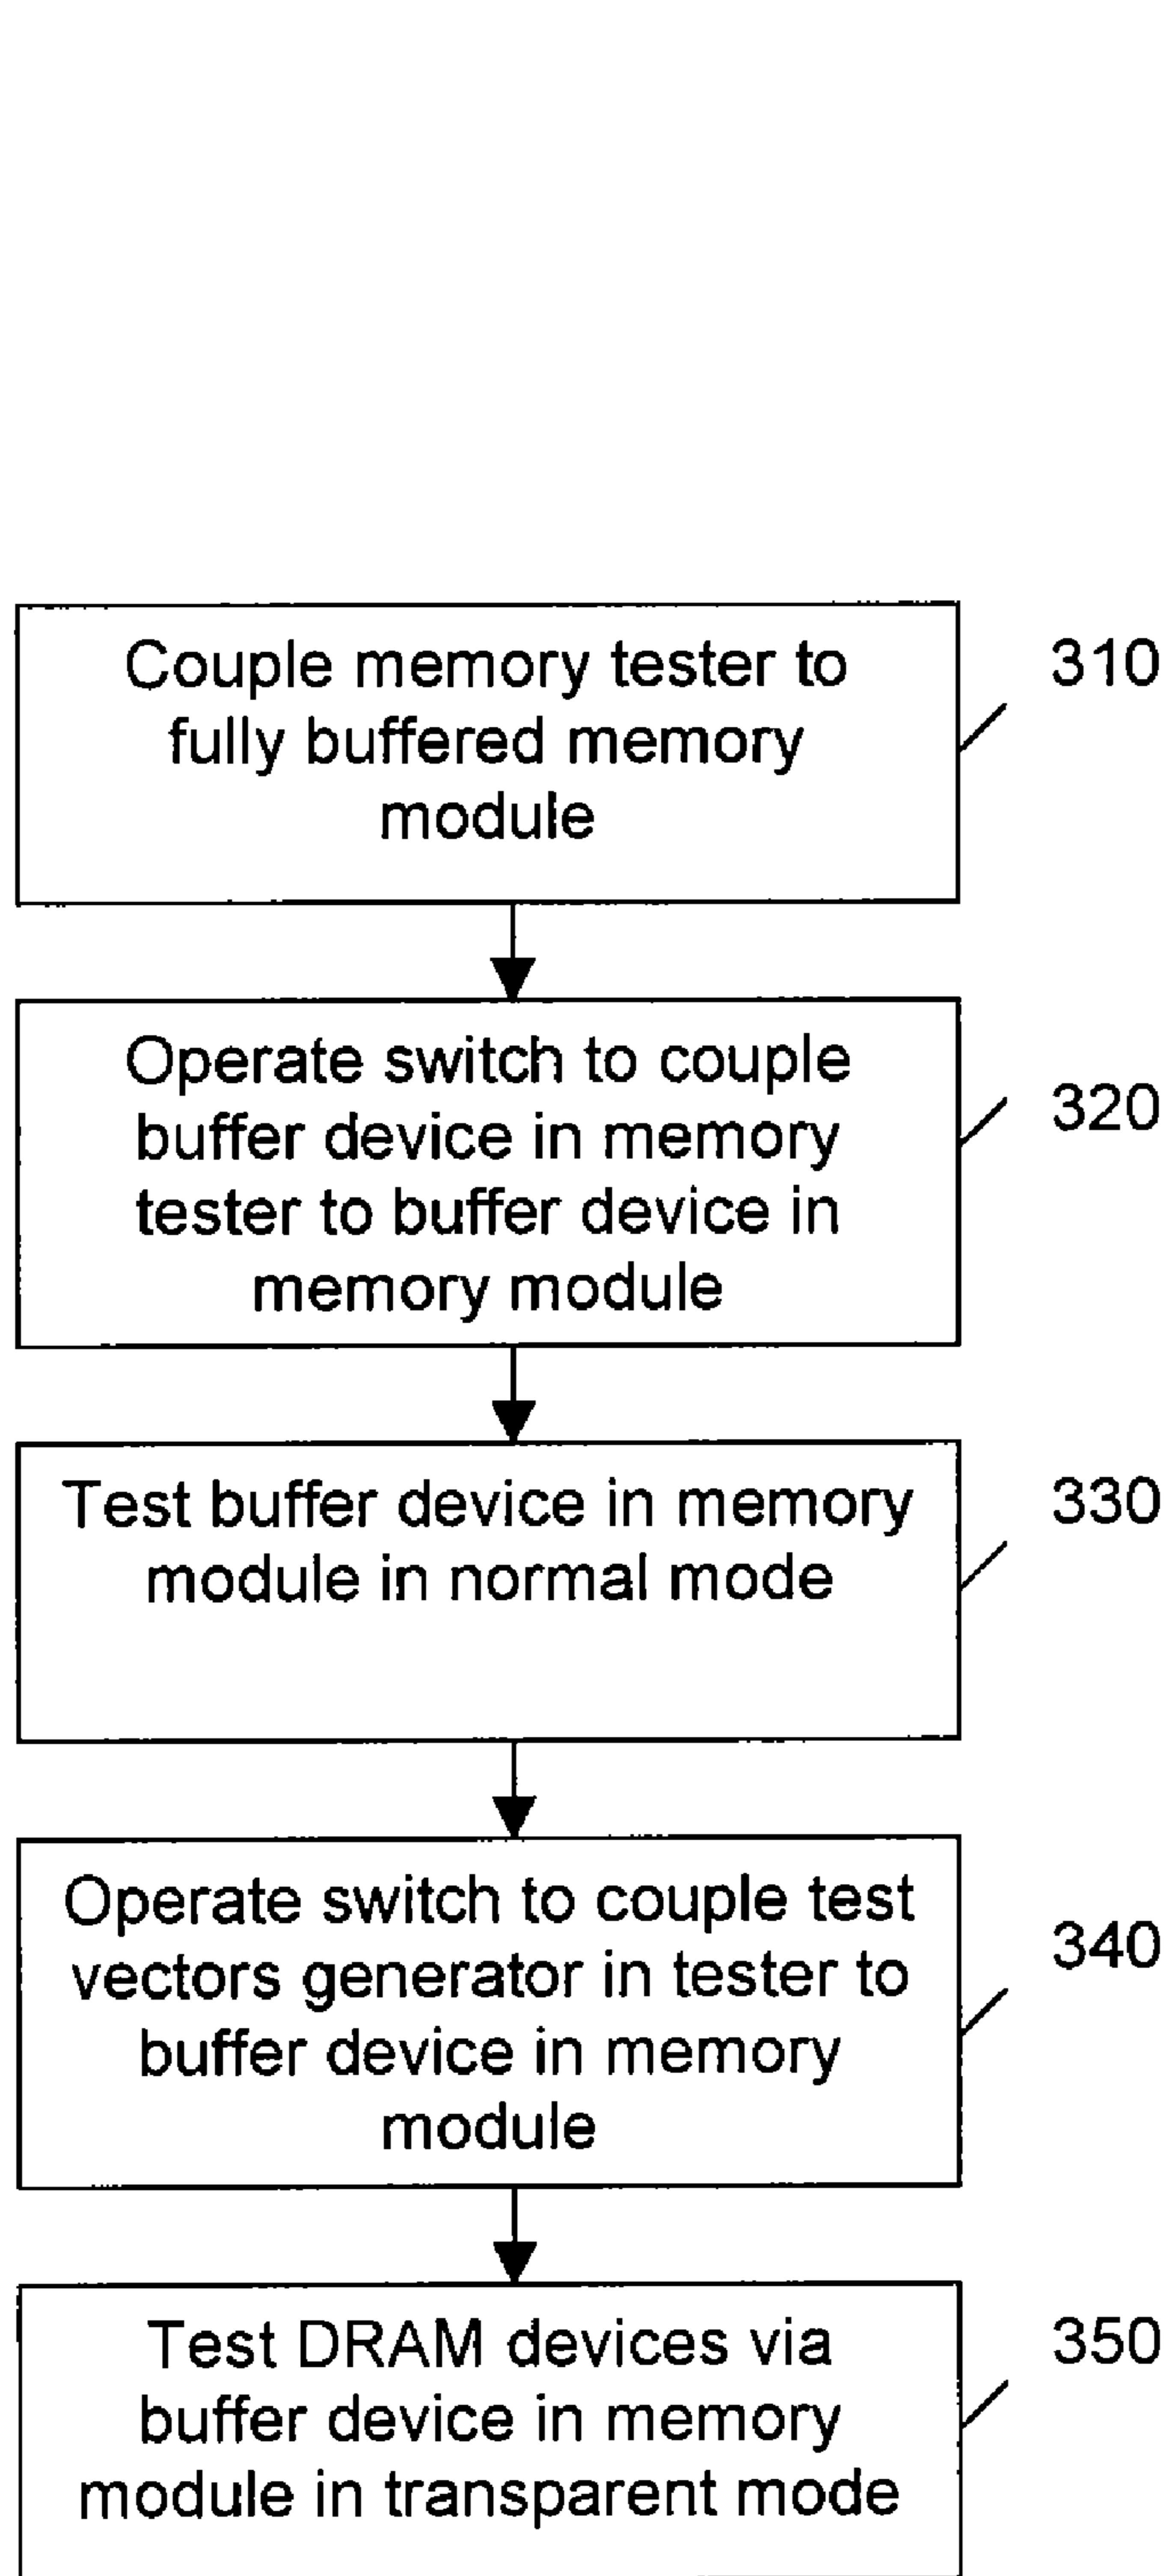 Couple memory tester to
fully buffered memory
module
310
Operate switch to couple
buffer device in memory
tester to buffer device in
memory module
320
Test buffer device in memory
module in normal mode
330
Operate switch to couple test
vectors generator in tester to
buffer device in memory
module
340
Test DRAM devices via
buffer device in memory
module in transparent mode
350